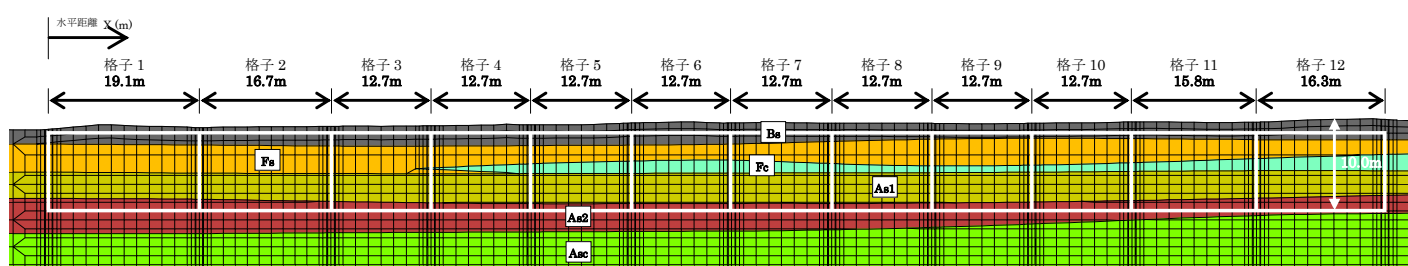 水平距離 X (m)
格子 1 格子 2 格子 3 格子 4 格子 5 格子 6 格子 7 格子 8 格子 9 格子 10 格子 11 格子 12
19.1m 16.7m 12.7m 12.7m 12.7m 12.7m 12.7m 12.7m 12.7m 12.7m 15.8m 16.3m
Bs
Fs Fc 10.0m
As1
As2
Asc